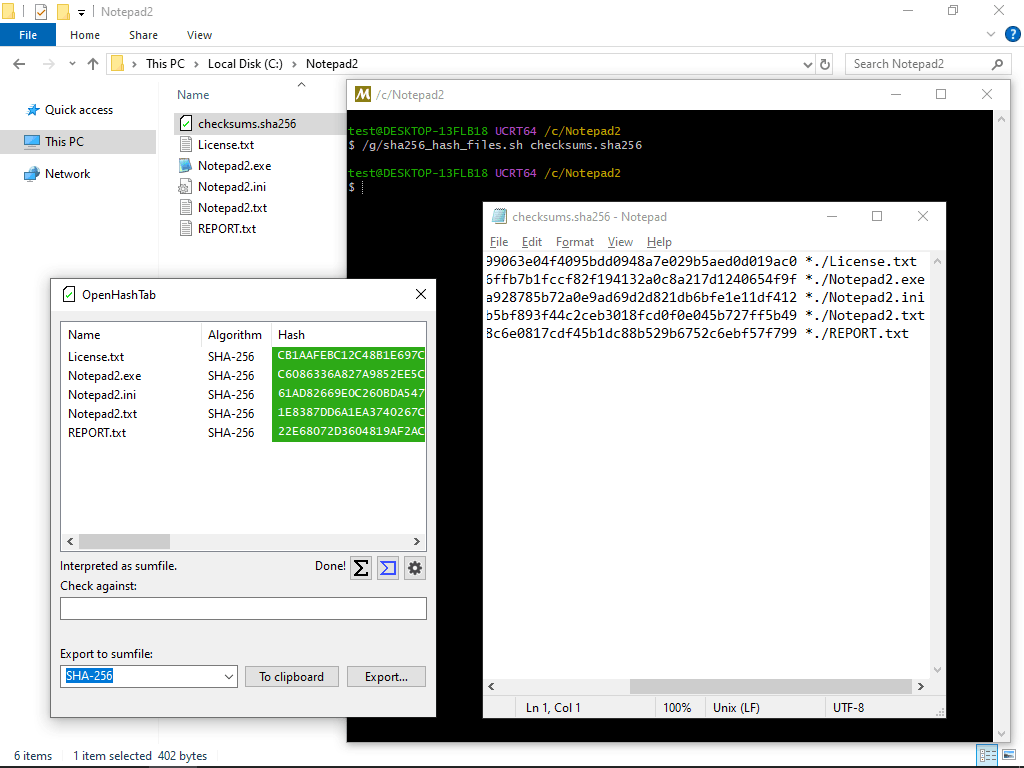 Notepad2
File Home Share View
This PC > Local Disk (C:) > Notepad2
Search Notepad2
Quick access
This PC
Network
Name
checksums.sha256
License.txt
Notepad2.exe
Notepad2.ini
Notepad2.txt
REPORT.txt
/c/Notepad2
test@DESKTOP-13FLB18 UCRT64 /c/Notepad2
$ /g/sha256_hash_files.sh checksums.sha256
test@DESKTOP-13FLB18 UCRT64 /c/Notepad2
$
checksums.sha256 - Notepad
File Edit Format View Help
99063e04f4095bdd0948a7e029b5aed0d019ac0 *./License.txt
6ffb7b1fccf82f194132a0c8a217d1240654f9f *./Notepad2.exe
a928785b72a0e9ad69d2d821db6bfe1e11df412 *./Notepad2.ini
b5bf893f44c2ceb3018fcd0f0e045b727ff5b49 *./Notepad2.txt
8c6e0817cdf45b1dc88b529b6752c6ebf57f799 *./REPORT.txt
Ln 1, Col 1 100% Unix (LF) UTF-8
OpenHashTab
Name Algorithm Hash
License.txt SHA-256 CB1AAFEBC12C48B1E697C
Notepad2.exe SHA-256 C6086336A827A9852EE5C
Notepad2.ini SHA-256 61AD82669E0C260BDA547
Notepad2.txt SHA-256 1E8387DD6A1EA3740267C
REPORT.txt SHA-256 22E68072D3604819AF2AC
Interpreted as sumfile. Done!
Check against:
Export to sumfile:
SHA-256 To clipboard Export...
6 items 1 item selected 402 bytes